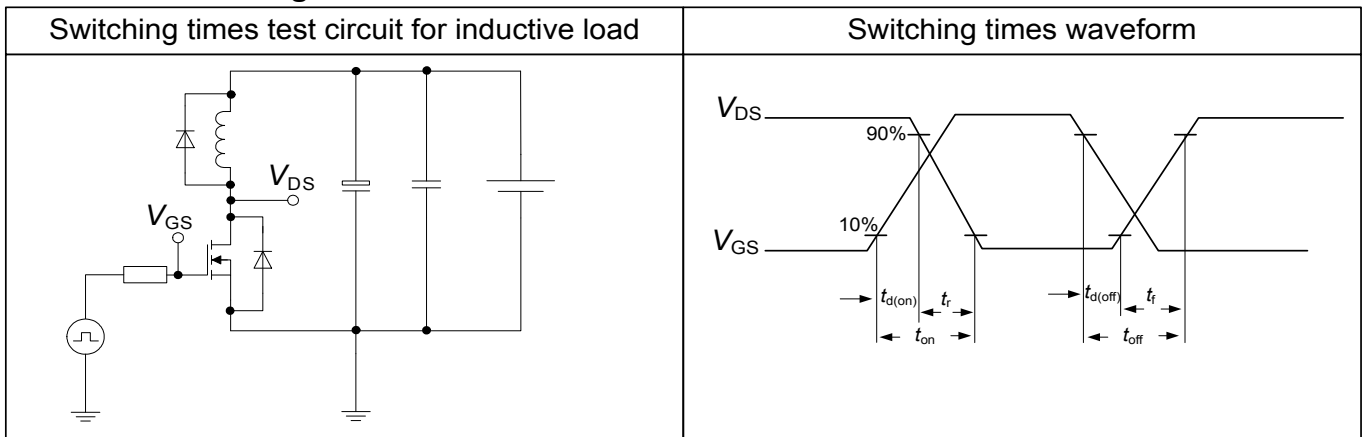 Switching times test circuit for inductive load
Switching times waveform
VDS
VGS
VDS
90%
10%
VGS
td(on)
tr
ton
td(off)
tf
toff